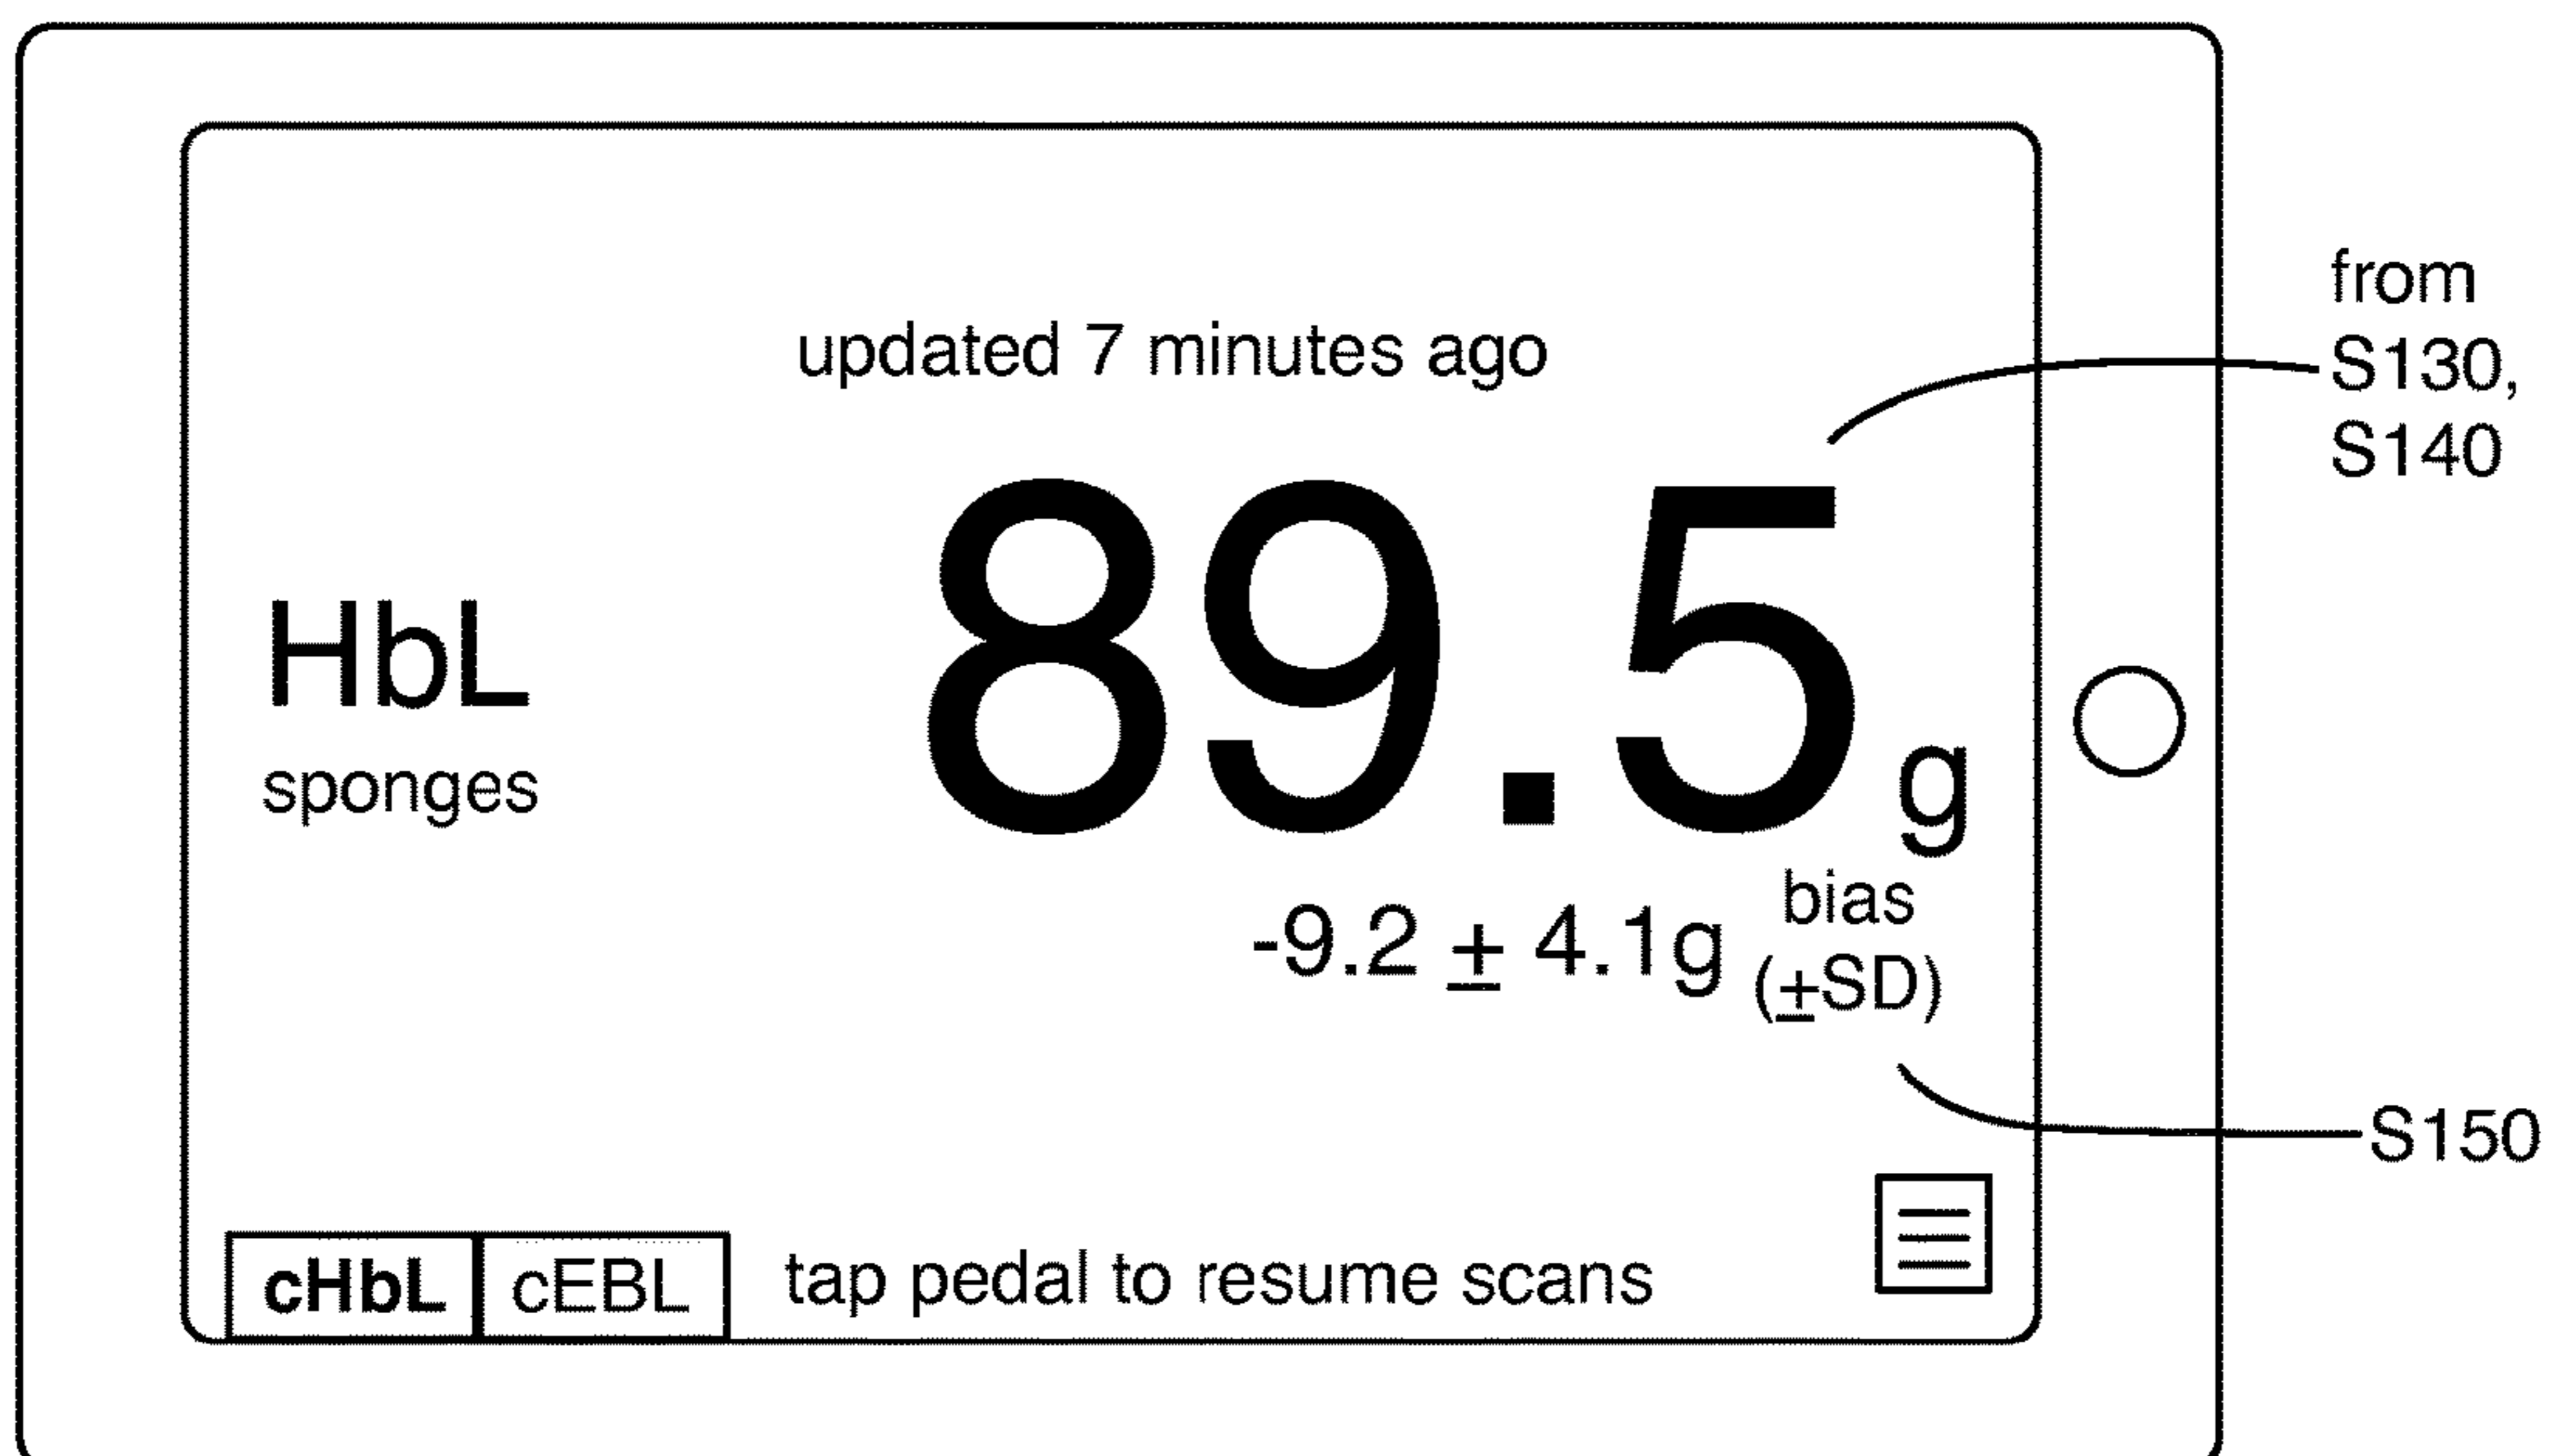 updated 7 minutes ago
from
S130,
S140
89.5 g
HbL
sponges
-9.2 ± 4.1g
bias
(±SD)
S150
cHbL
cEBL
tap pedal to resume scans